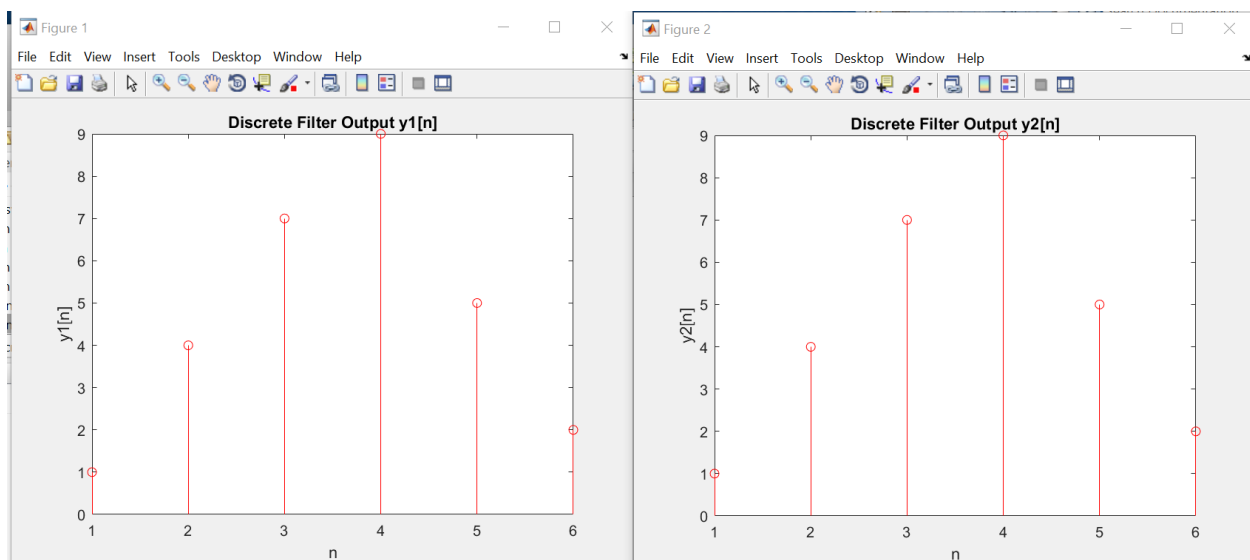 Figure 1
File Edit View Insert Tools Desktop Window Help
Discrete Filter Output y1[n]
9
8
7
6
5
4
3
2
1
0
y1[n]
1 2 3 4 5 6
n
Figure 2
File Edit View Insert Tools Desktop Window Help
Discrete Filter Output y2[n]
9
8
7
6
5
4
3
2
1
0
y2[n]
1 2 3 4 5 6
n